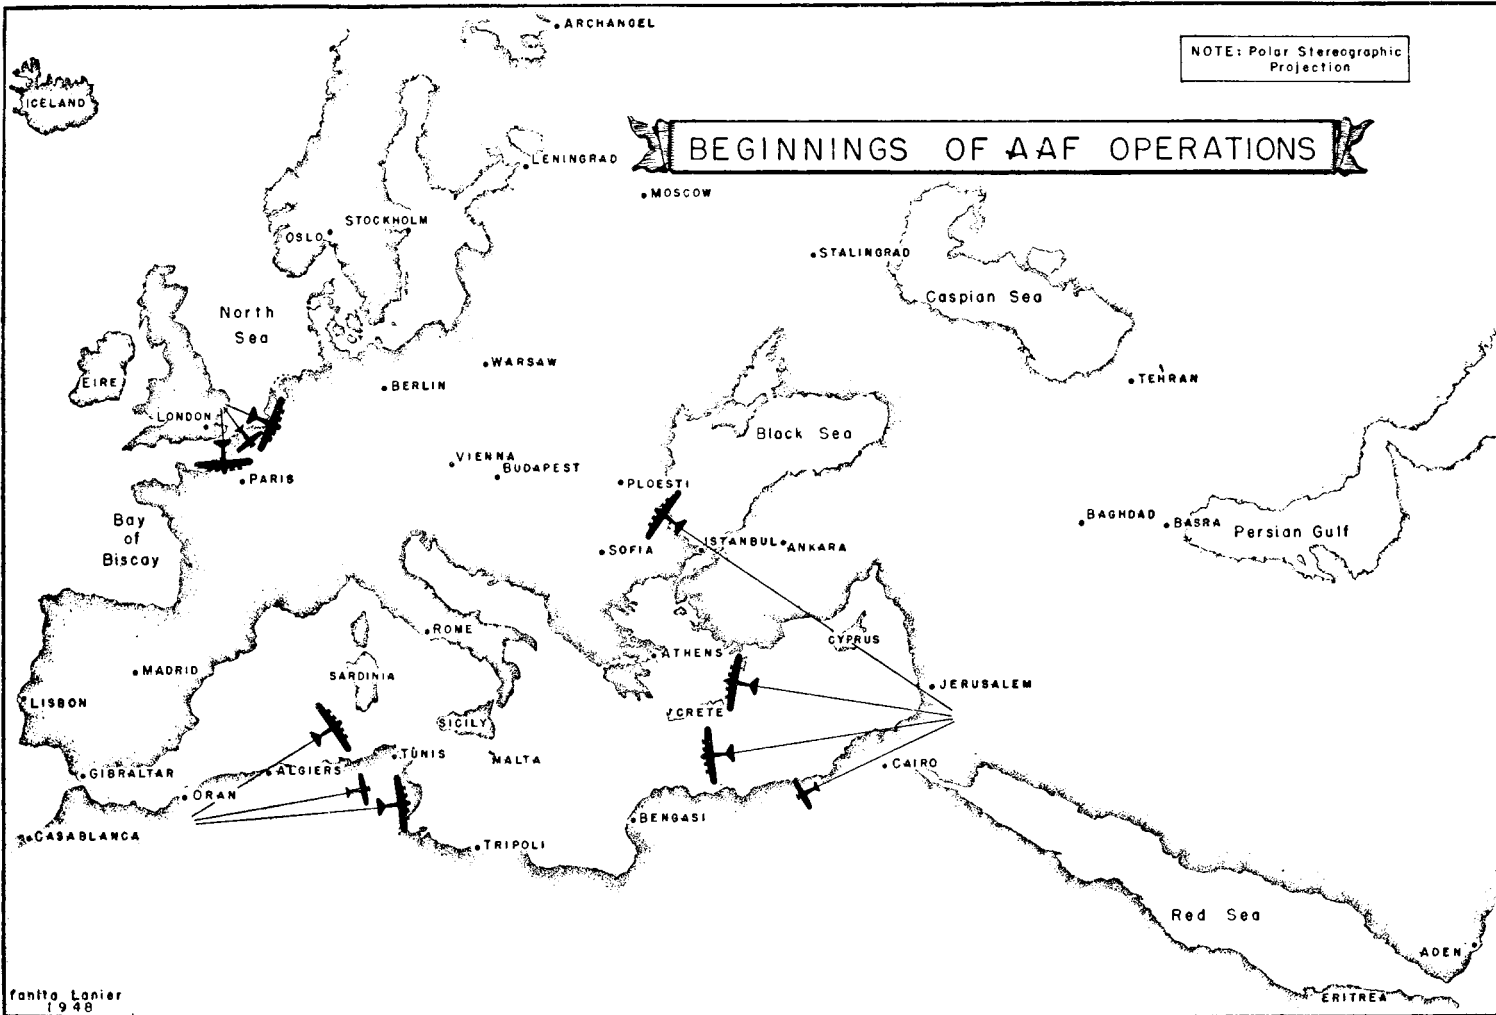 ARCHANGEL
NOTE: Polar Stereographic
Projection
ICELAND
BEGINNINGS OF AAF OPERATIONS
LENINGRAD
MOSCOW
STOCKHOLM
OSLO
STALINGRAD
Caspian Sea
North
Sea
WARSAW
EIRE
BERLIN
TEHRAN
LONDON
Black Sea
VIENNA
BUDAPEST
PARIS
PLOESTI
Bay
of
Biscay
BAGHDAD
BASRA
Persian Gulf
SOFIA
ISTANBUL
ANKARA
ROME
CYPRUS
ATHENS
MADRID
SARDINIA
JERUSALEM
LISBON
CRETE
SICILY
TUNIS
MALTA
CAIRO
GIBRALTAR
ALGIERS
ORAN
BENGASI
CASABLANCA
TRIPOLI
Red Sea
ADEN
ERITREA
Lanier
1948